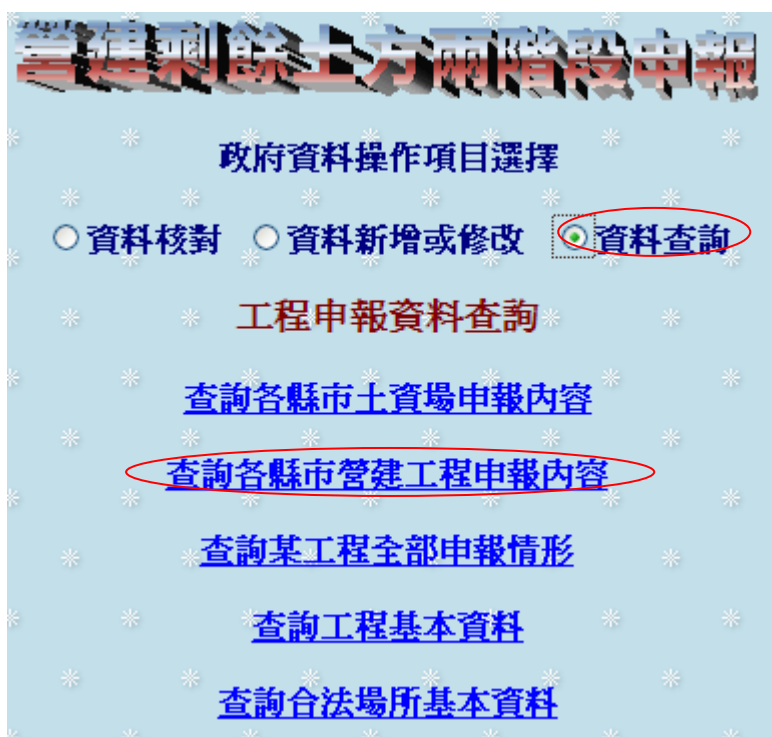 營建剩餘土方兩階段申報
政府資料操作項目選擇
資料核對 資料新增或修改 資料查詢
工程申報資料查詢
查詢各縣市土資場申報內容
查詢各縣市營建工程申報內容
查詢某工程全部申報情形
查詢工程基本資料
查詢合法場所基本資料